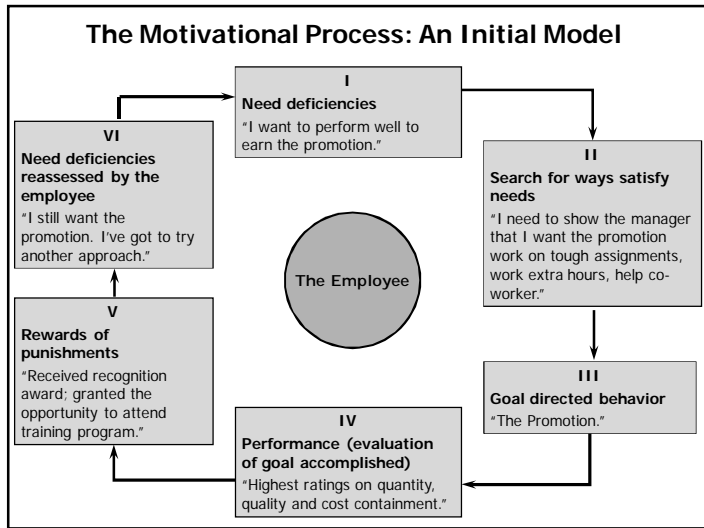 The Motivational Process: An Initial Model
I
Need deficiencies
"I want to perform well to
earn the promotion."
II
Search for ways satisfy
needs
"I need to show the manager
that I want the promotion
work on tough assignments,
work extra hours, help co-
worker."
III
Goal directed behavior
"The Promotion."
IV
Performance (evaluation
of goal accomplished)
"Highest ratings on quantity,
quality and cost containment."
V
Rewards of
punishments
"Received recognition
award; granted the
opportunity to attend
training program."
VI
Need deficiencies
reassessed by the
employee
"I still want the
promotion. I've got to try
another approach."
The Employee